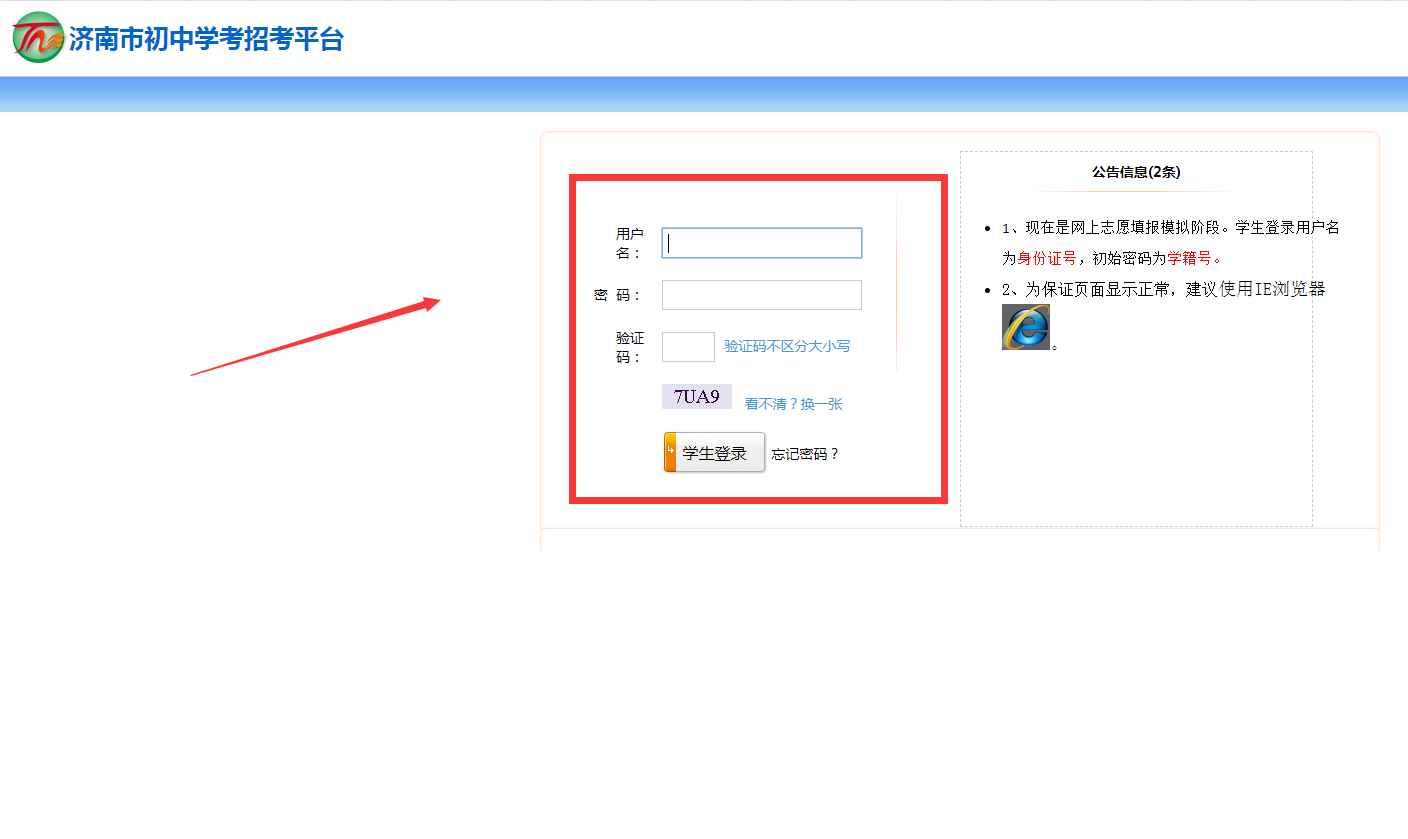 济南市初中学考招考平台
用户
名：
密 码：
验证
码：
验证码不区分大小写
7UA9
看不清？换一张
学生登录
忘记密码？
公告信息(2条)
1、现在是网上志愿填报模拟阶段。学生登录用户名
为身份证号，初始密码为学籍号。
2、为保证页面显示正常，建议使用IE浏览器
。